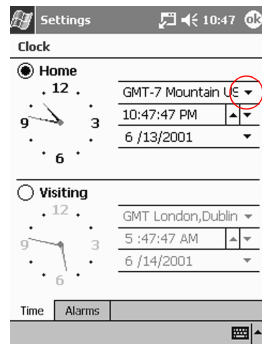 Settings 10:47 ok
Clock
Home
12
9
3
6
GMT-7 Mountain US
10:47:47 PM
6 /13/2001
Visiting
12
9
3
6
GMT London,Dublin
5 :47:47 AM
6 /14/2001
Time Alarms